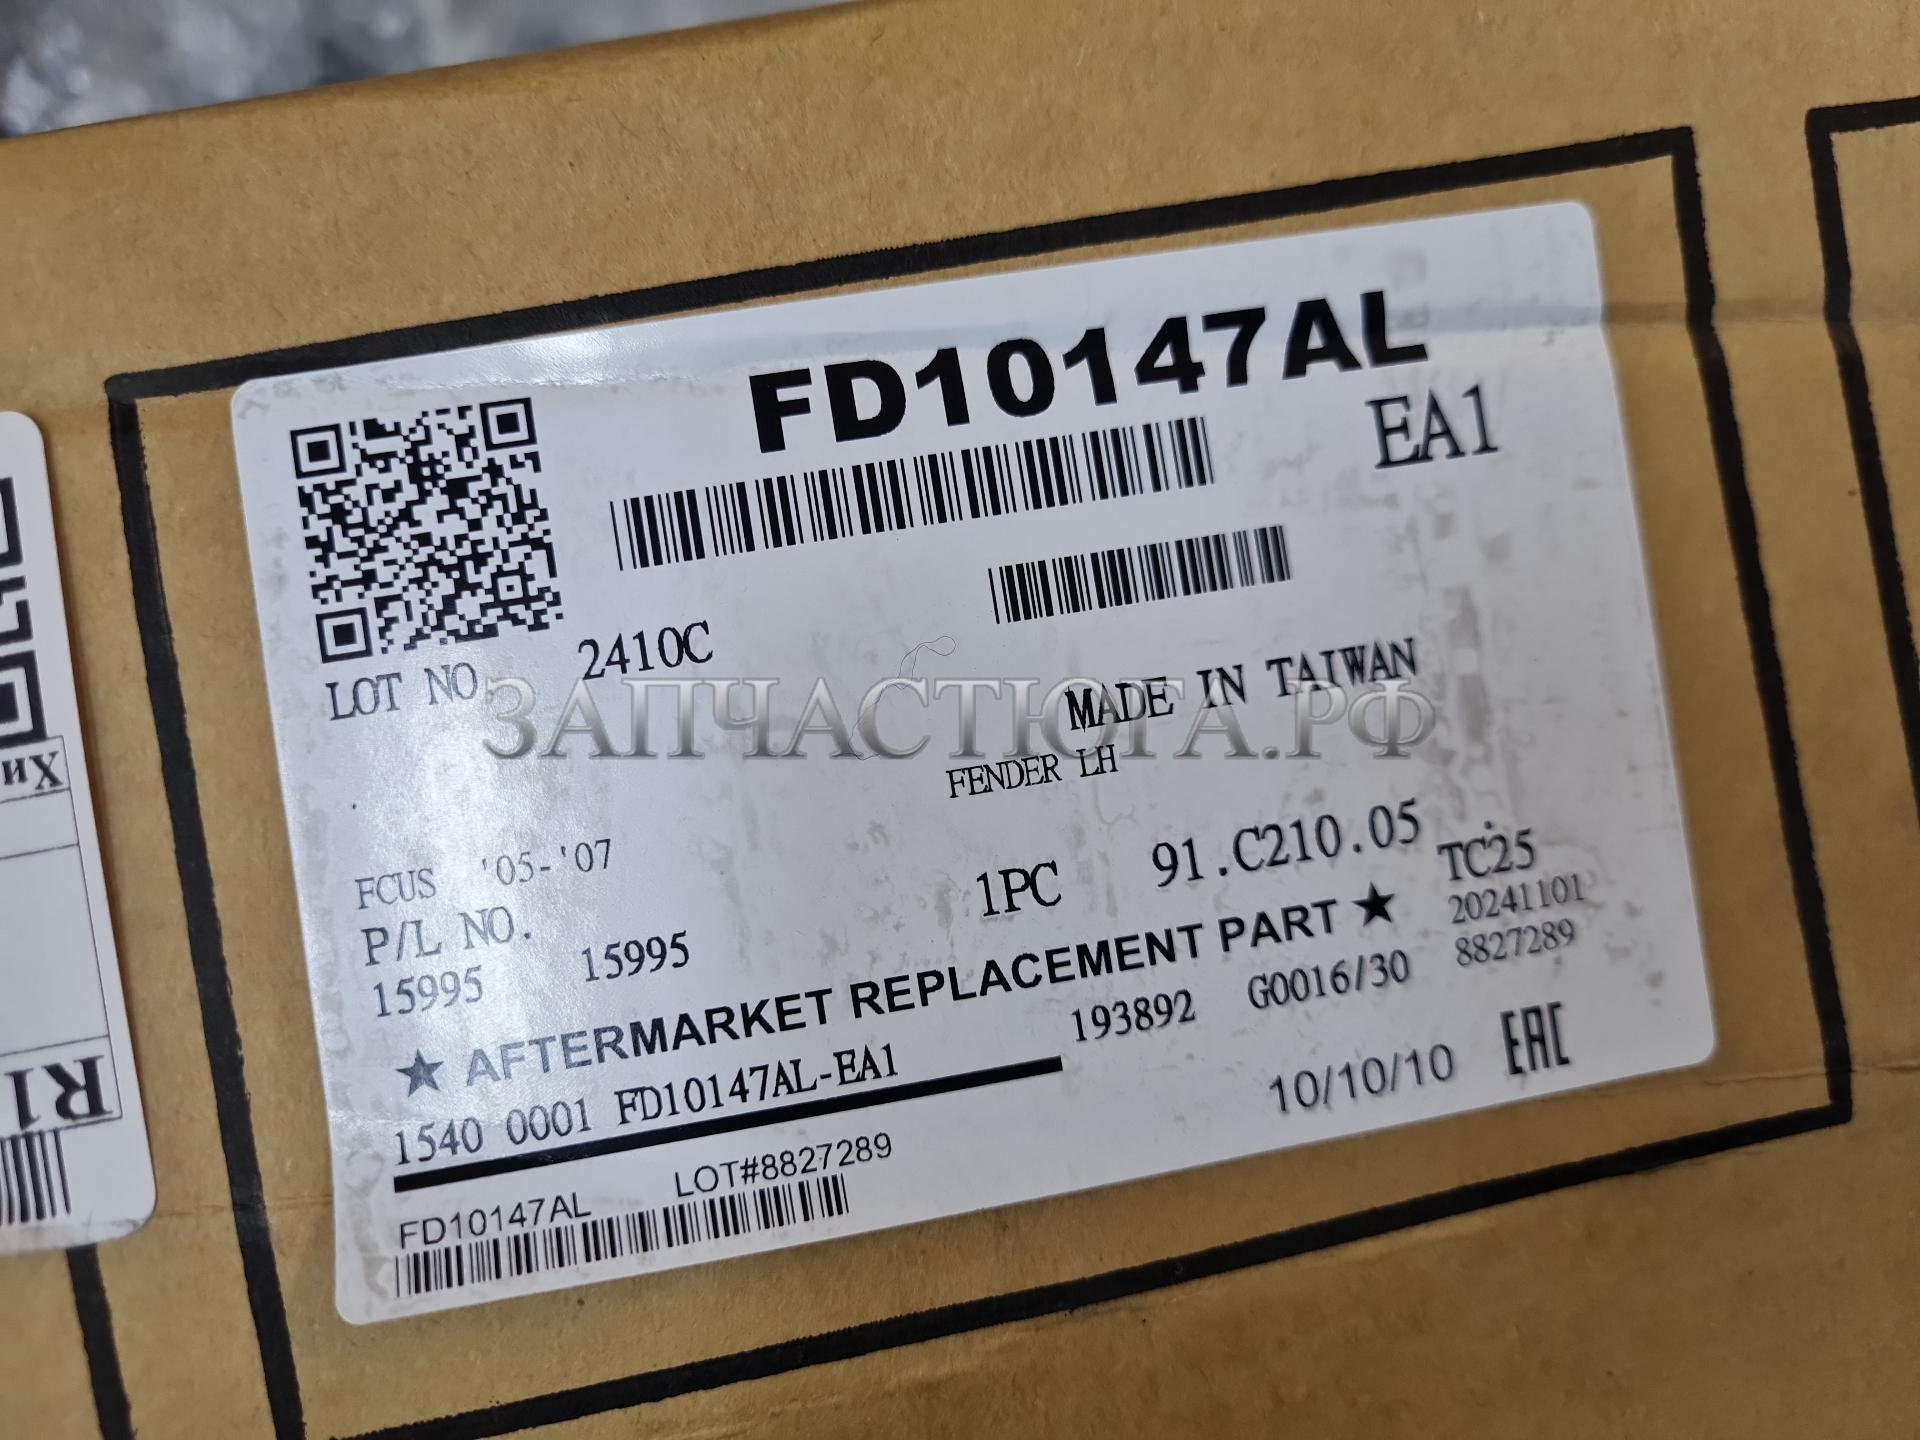 FD10147AL
EA1
LOT NO 2410C
ЗАПЧАСТЮГА.РФ
MADE IN TAIWAN
FENDER LH
FCUS '05-'07
P/L NO. 1PC 91.C210.05 TC25
15995 15995 20241101
★ AFTERMARKET REPLACEMENT PART ★
8827289
1540 0001 FD10147AL-EA1 193892 G0016/30
10/10/10 EAC
FD10147AL LOT#8827289
Хи
R1